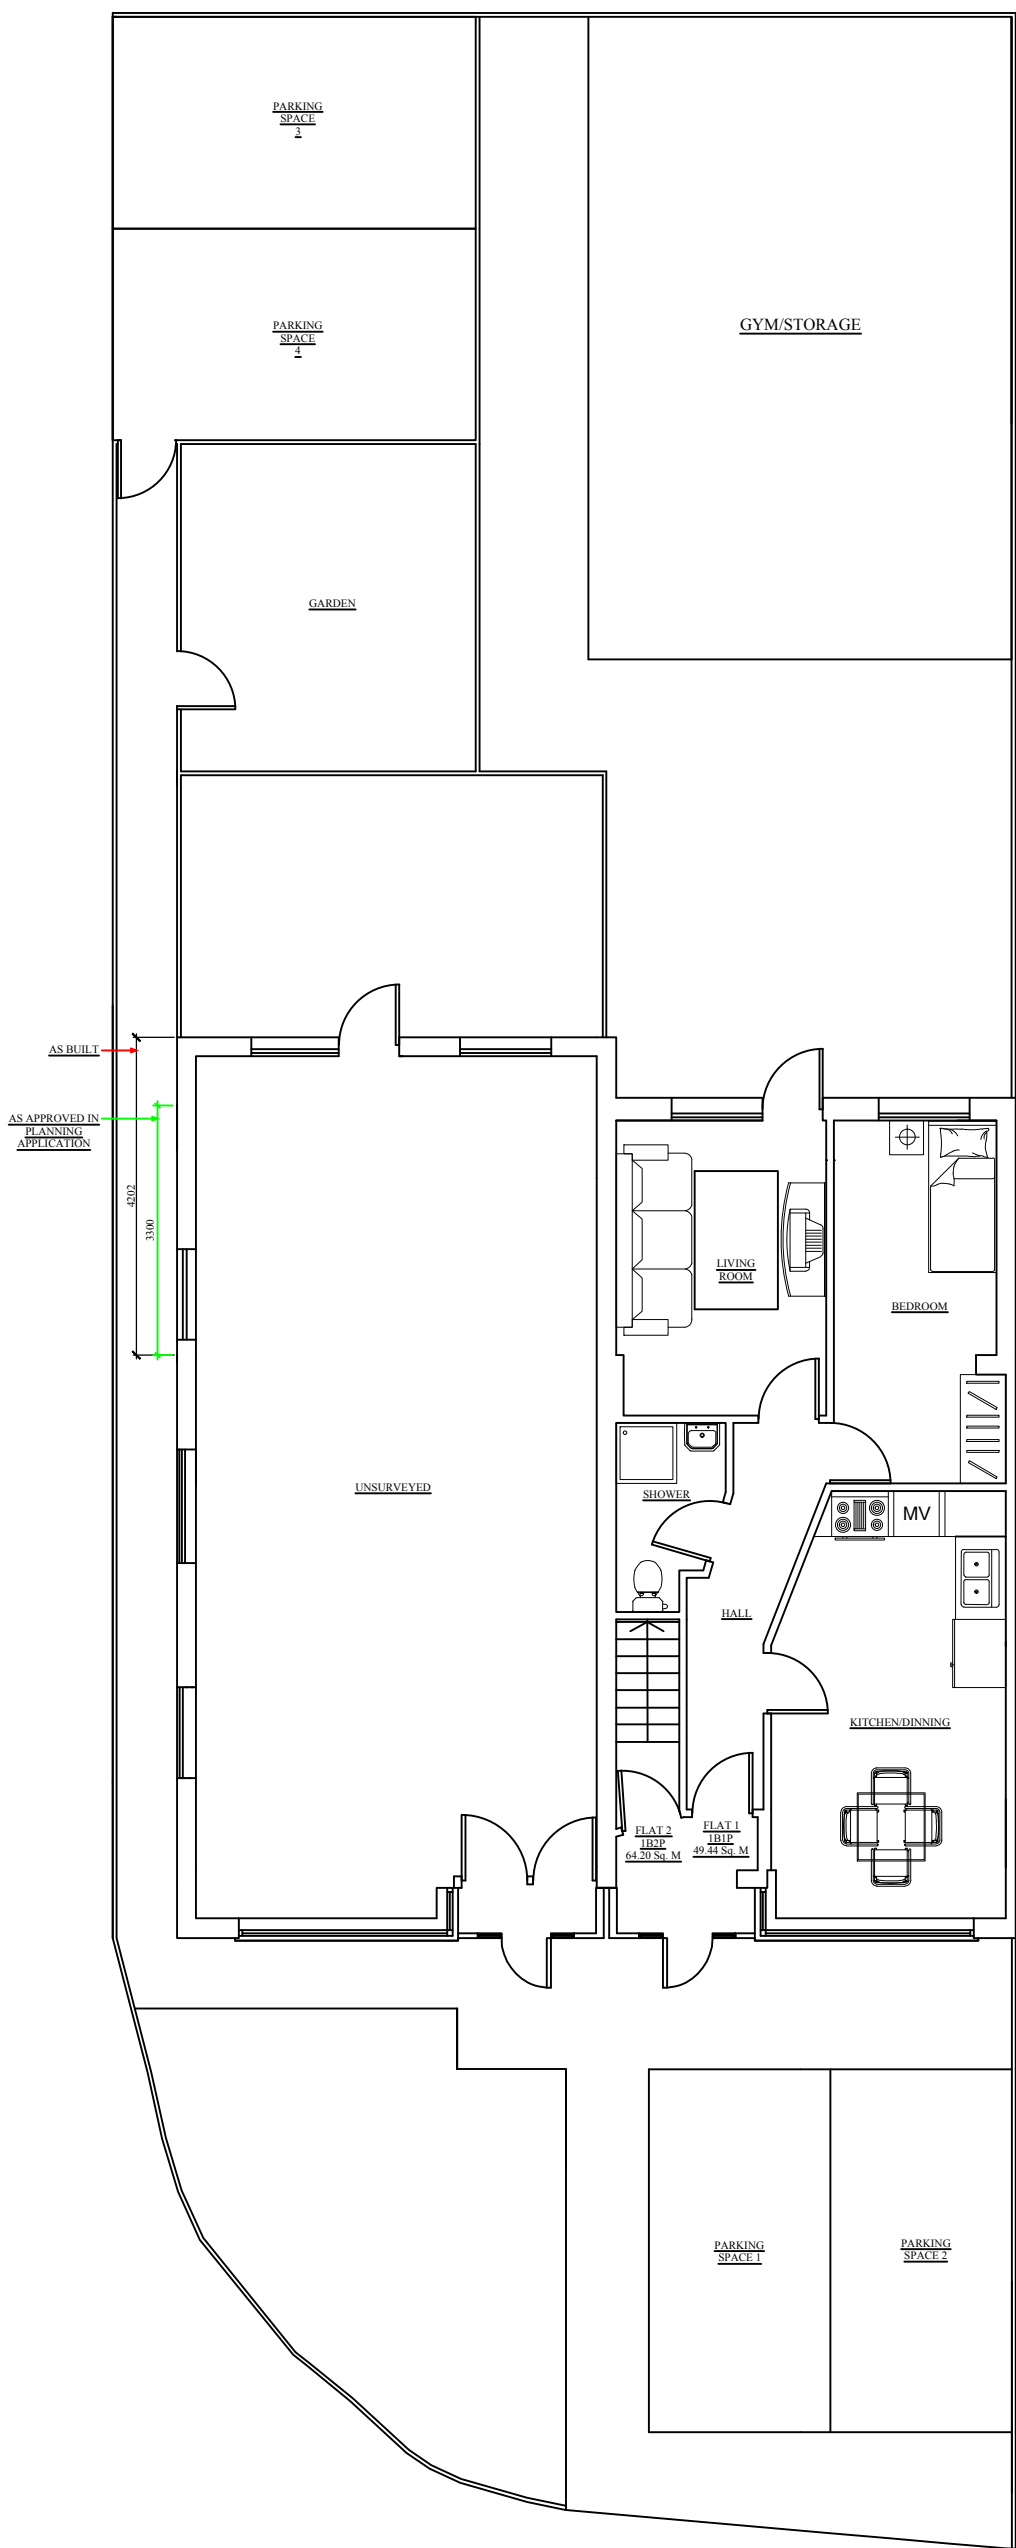 PARKING
SPACE
3
PARKING
SPACE
4
GYM/STORAGE
GARDEN
AS BUILT
AS APPROVED IN
PLANNING
APPLICATION
4202
3300
LIVING
ROOM
BEDROOM
UNSURVEYED
SHOWER
MV
HALL
KITCHEN/DINNING
FLAT 2
1B2P
64.20 Sq. M
FLAT 1
1B1P
49.44 Sq. M
PARKING
SPACE 1
PARKING
SPACE 2